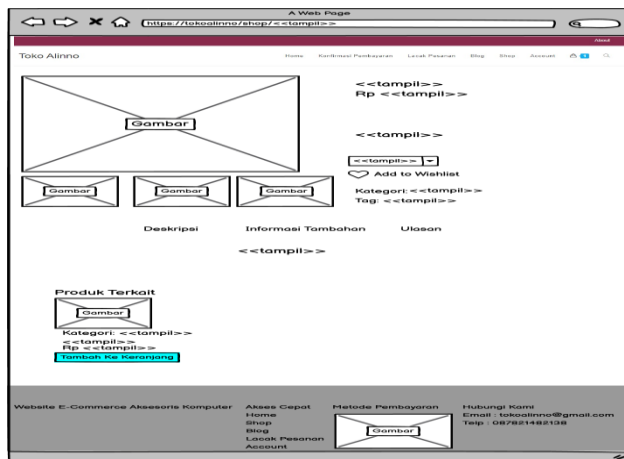 A Web Page
https://tokoalinno/shop/<<tampil>>
About
Toko Alinno
Home Konfirmasi Pembayaran Lacak Pesanan Blog Shop Account 1
Gambar
<<tampil>>
Rp <<tampil>>
<<tampil>>
<<tampil>>
Add to Wishlist
Gambar Gambar Gambar
Kategori: <<tampil>>
Tag: <<tampil>>
Deskripsi Informasi Tambahan Ulasan
<<tampil>>
Produk Terkait
Gambar
Kategori: <<tampil>>
<<tampil>>
Rp <<tampil>>
Tambah Ke Keranjang
Website E-Commerce Aksesoris Komputer
Akses Cepat
Home
Shop
Blog
Lacak Pesanan
Account
Metode Pembayaran
Gambar
Hubungi Kami
Email : tokoalinno@gmail.com
Telp : 087821482138